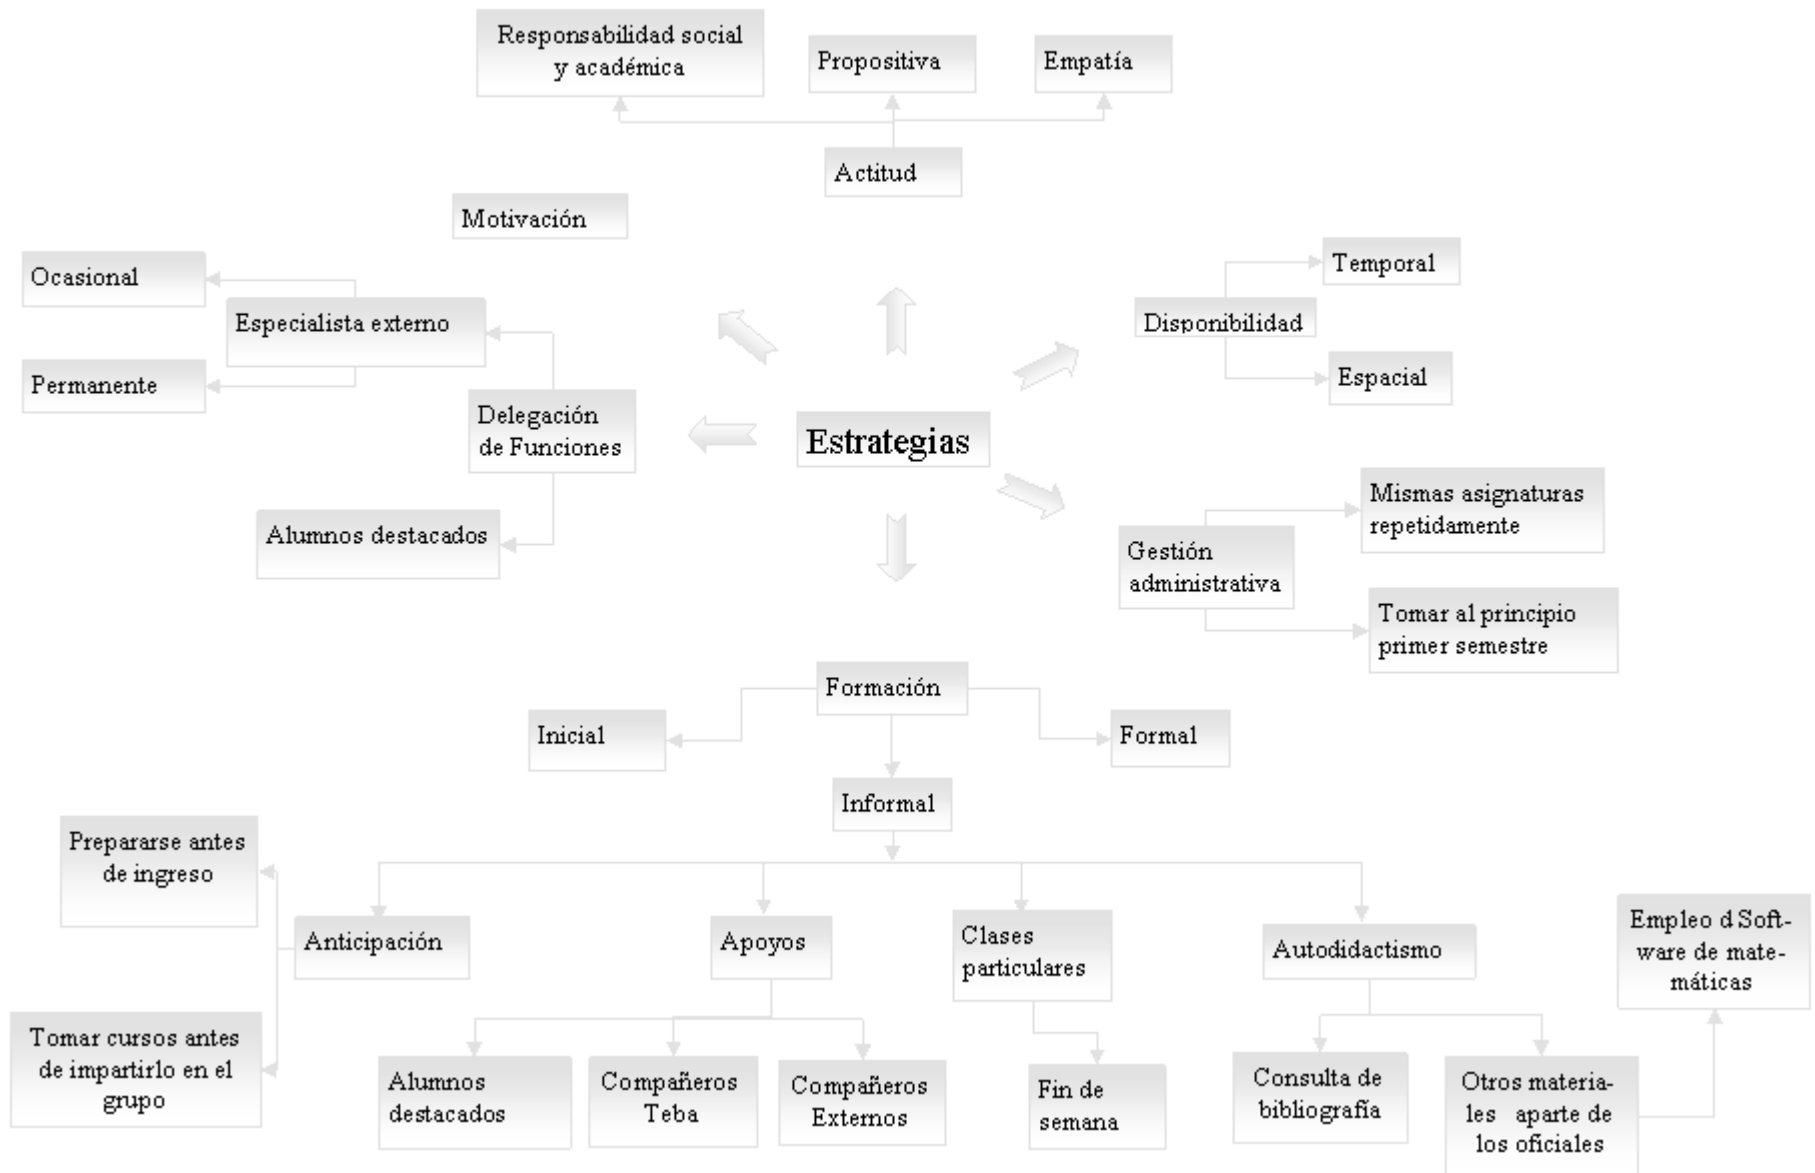 Responsabilidad social
y académica
Propositiva
Empatía
Actitud
Motivación
Ocasional
Especialista externo
Permanente
Delegación
de Funciones
Alumnos destacados
Estrategias
Temporal
Disponibilidad
Espacial
Mismas asignaturas
repetidamente
Gestión
administrativa
Tomar al principio
primer semestre
Formación
Inicial
Formal
Informal
Prepararse antes
de ingreso
Anticipación
Tomar cursos antes
de impartirlo en el
grupo
Apoyos
Alumnos
destacados
Compañeros
Teba
Compañeros
Externos
Clases
particulares
Fin de
semana
Autodidactismo
Consulta de
bibliografía
Otros materia-
les aparte de
los oficiales
Empleo d Soft-
ware de mate-
máticas